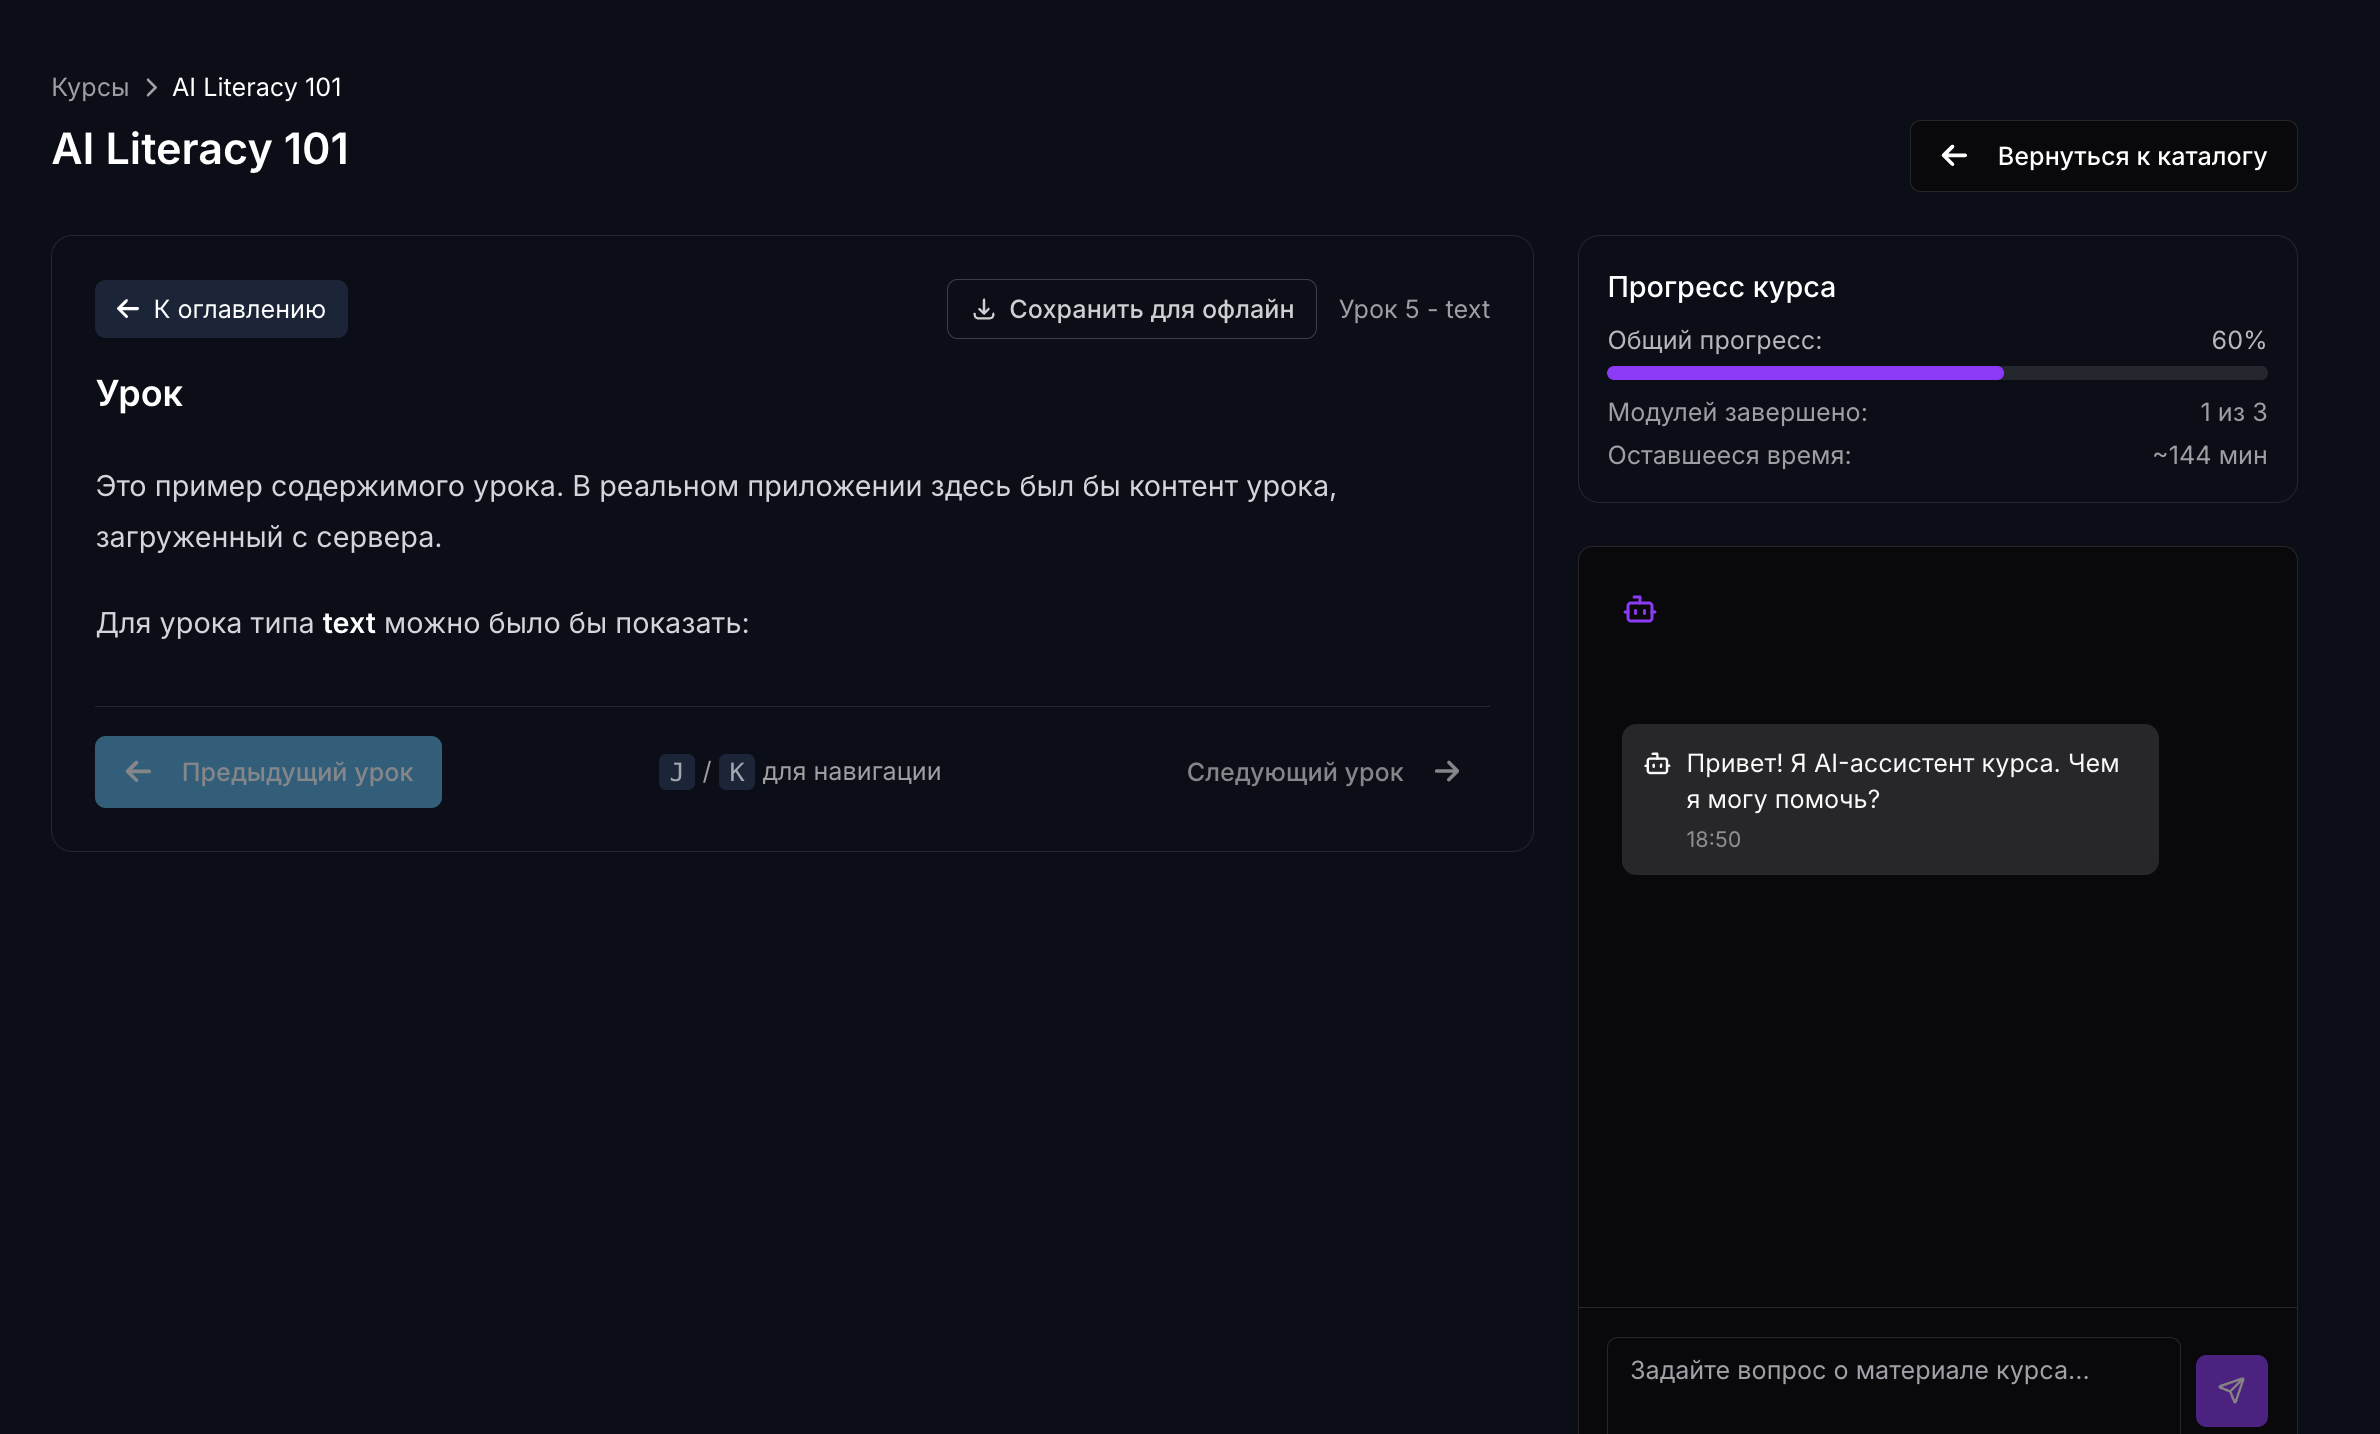 Курсы > AI Literacy 101
AI Literacy 101
Вернуться к каталогу
К оглавлению
Сохранить для офлайн
Урок 5 - text
Урок
Это пример содержимого урока. В реальном приложении здесь был бы контент урока,
загруженный с сервера.
Для урока типа text можно было бы показать:
Предыдущий урок
J / K для навигации
Следующий урок
Прогресс курса
Общий прогресс: 60%
Модулей завершено: 1 из 3
Оставшееся время: ~144 мин
Привет! Я AI-ассистент курса. Чем
я могу помочь?
18:50
Задайте вопрос о материале курса...